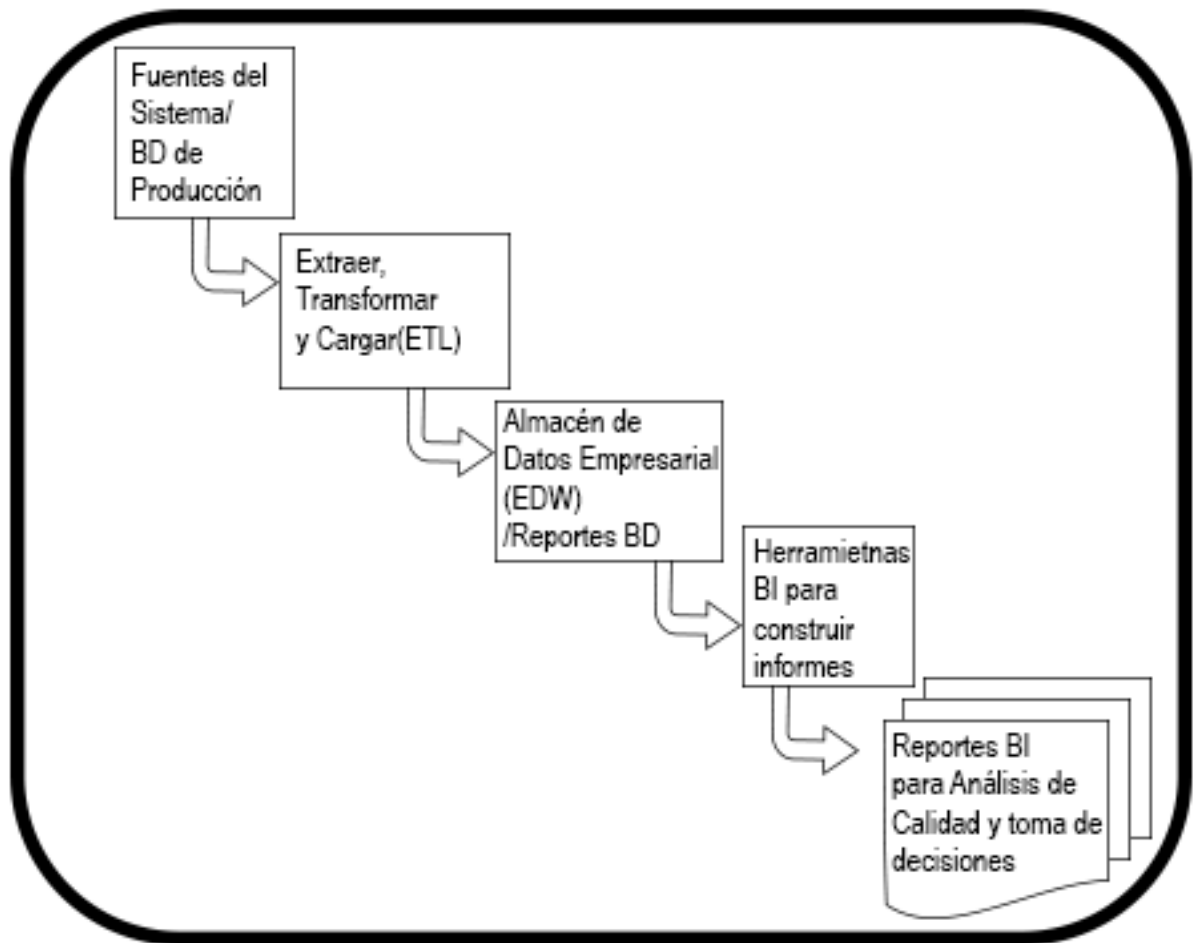 Fuentes del
Sistema/
BD de
Producción
Extraer,
Transformar
y Cargar(ETL)
Almacén de
Datos Empresarial
(EDW)
/Reportes BD
Herramietnas
BI para
construir
informes
Reportes BI
para Análisis de
Calidad y toma de
decisiones